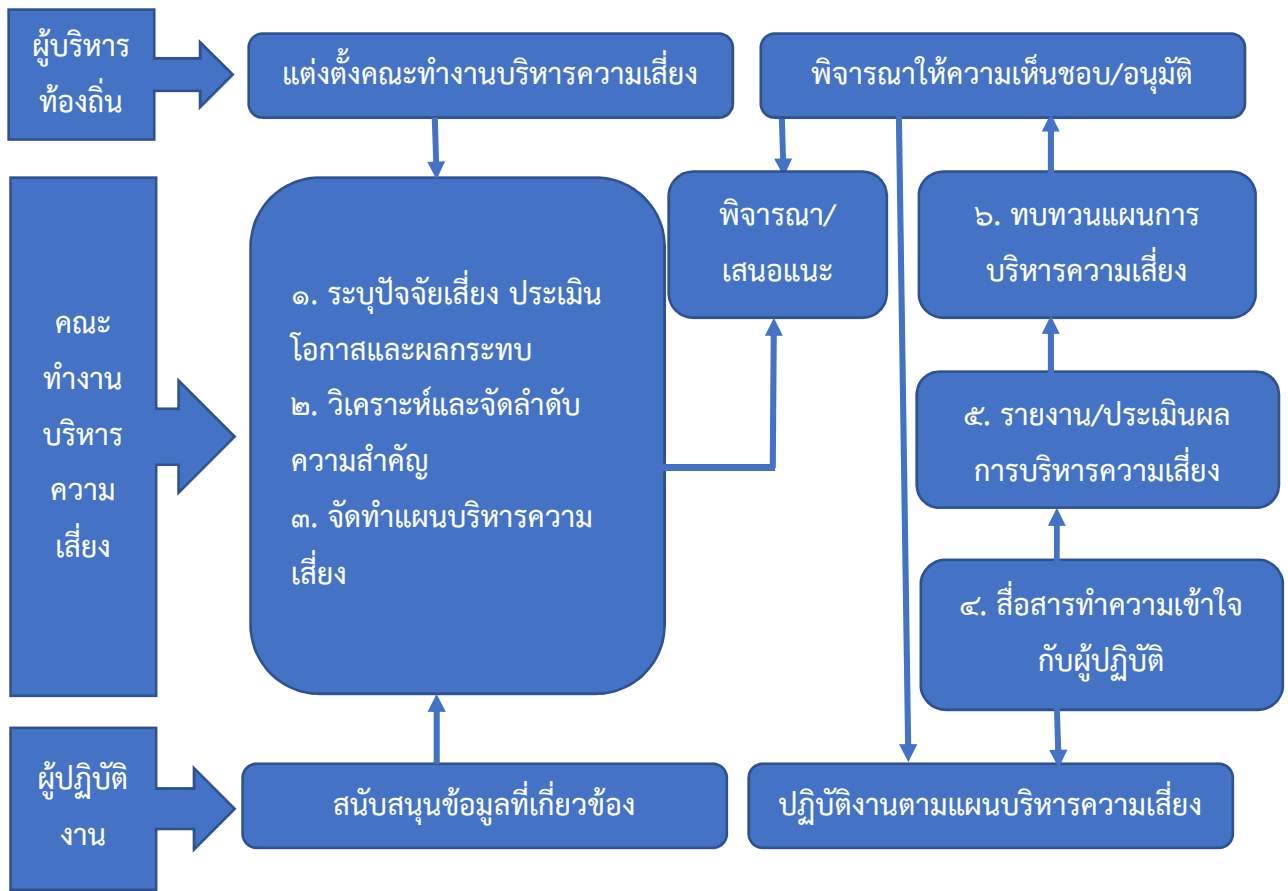 ผู้บริหาร
ท้องถิ่น
แต่งตั้งคณะทำงานบริหารความเสี่ยง
พิจารณาให้ความเห็นชอบ/อนุมัติ
คณะ
ทำงาน
บริหาร
ความ
เสี่ยง
๑. ระบุปัจจัยเสี่ยง ประเมิน
โอกาสและผลกระทบ
๒. วิเคราะห์และจัดลำดับ
ความสำคัญ
๓. จัดทำแผนบริหารความ
เสี่ยง
พิจารณา/
เสนอแนะ
๖. ทบทวนแผนการ
บริหารความเสี่ยง
๕. รายงาน/ประเมินผล
การบริหารความเสี่ยง
๔. สื่อสารทำความเข้าใจ
กับผู้ปฏิบัติ
ผู้ปฏิบัติ
งาน
สนับสนุนข้อมูลที่เกี่ยวข้อง
ปฏิบัติงานตามแผนบริหารความเสี่ยง